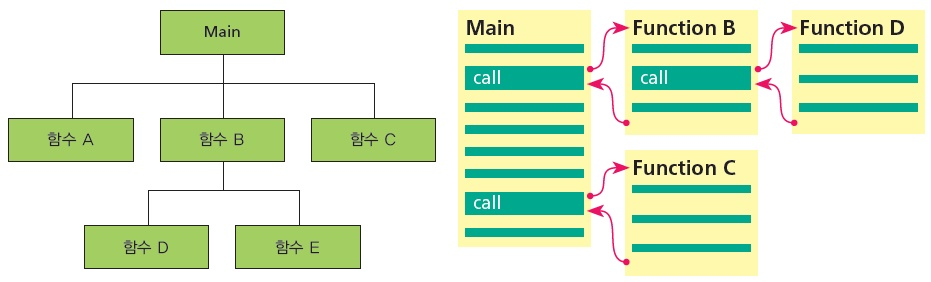 Main
함수 A
함수 B
함수 C
함수 D
함수 E
Main
call
call
Function B
call
Function D
Function C